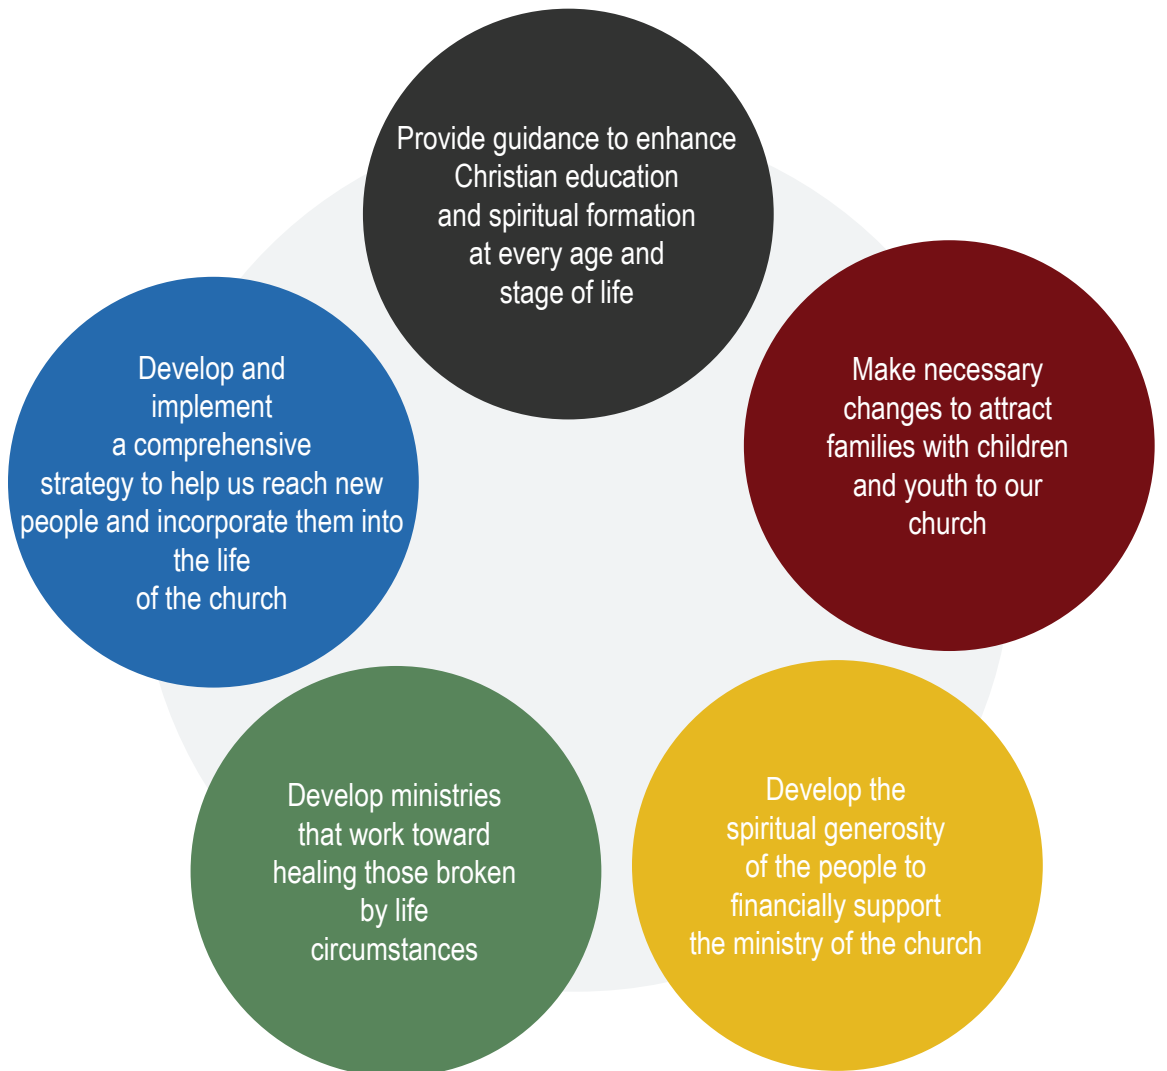 Provide guidance to enhance
Christian education
and spiritual formation
at every age and
stage of life
Make necessary
changes to attract
families with children
and youth to our
church
Develop the
spiritual generosity
of the people to
financially support
the ministry of the church
Develop ministries
that work toward
healing those broken
by life
circumstances
Develop and
implement
a comprehensive
strategy to help us reach new
people and incorporate them into
the life
of the church